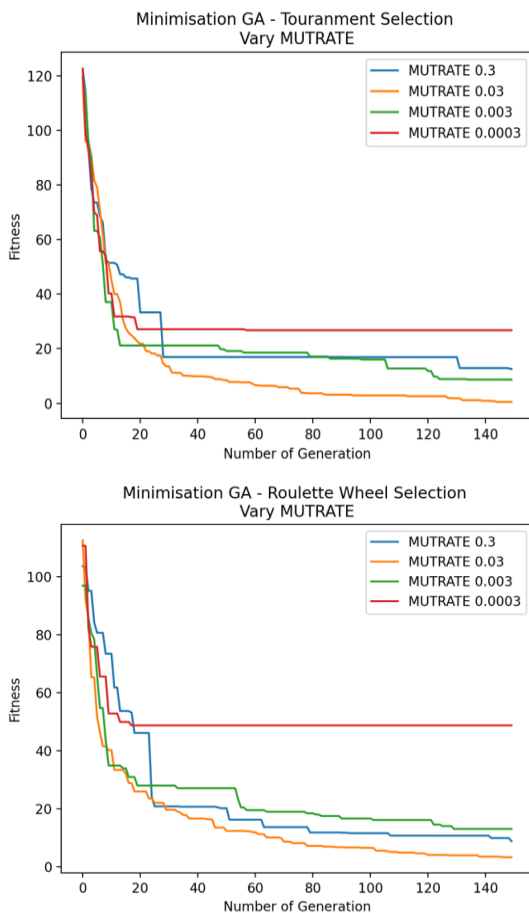 Minimisation GA - Touranment Selection
Vary MUTRATE
120
100
80
60
40
20
0
Fitness
MUTRATE 0.3
MUTRATE 0.03
MUTRATE 0.003
MUTRATE 0.0003
0 20 40 60 80 100 120 140
Number of Generation
Minimisation GA - Roulette Wheel Selection
Vary MUTRATE
100
80
60
40
20
0
Fitness
MUTRATE 0.3
MUTRATE 0.03
MUTRATE 0.003
MUTRATE 0.0003
0 20 40 60 80 100 120 140
Number of Generation